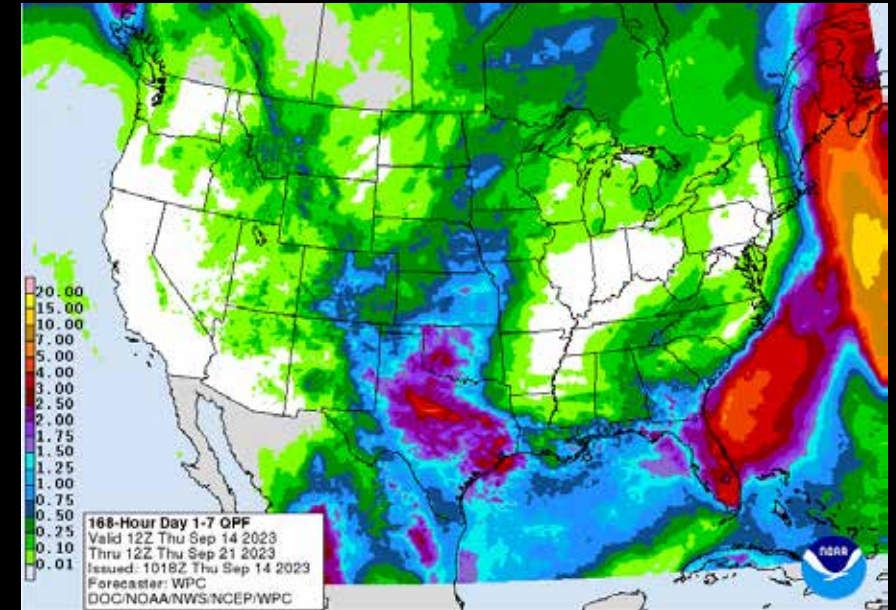 20.00
15.00
10.00
7.00
5.00
4.00
3.00
2.50
2.00
1.75
1.50
1.25
1.00
0.75
0.50
0.25
0.10
0.01
168-Hour Day 1-7 QPF
Valid 12Z Thu Sep 14 2023
Thru 12Z Thu Sep 21 2023
Issued: 1018Z Thu Sep 14 2023
Forecaster: WPC
DOC/NOAA/NWS/NCEP/WPC
noaa